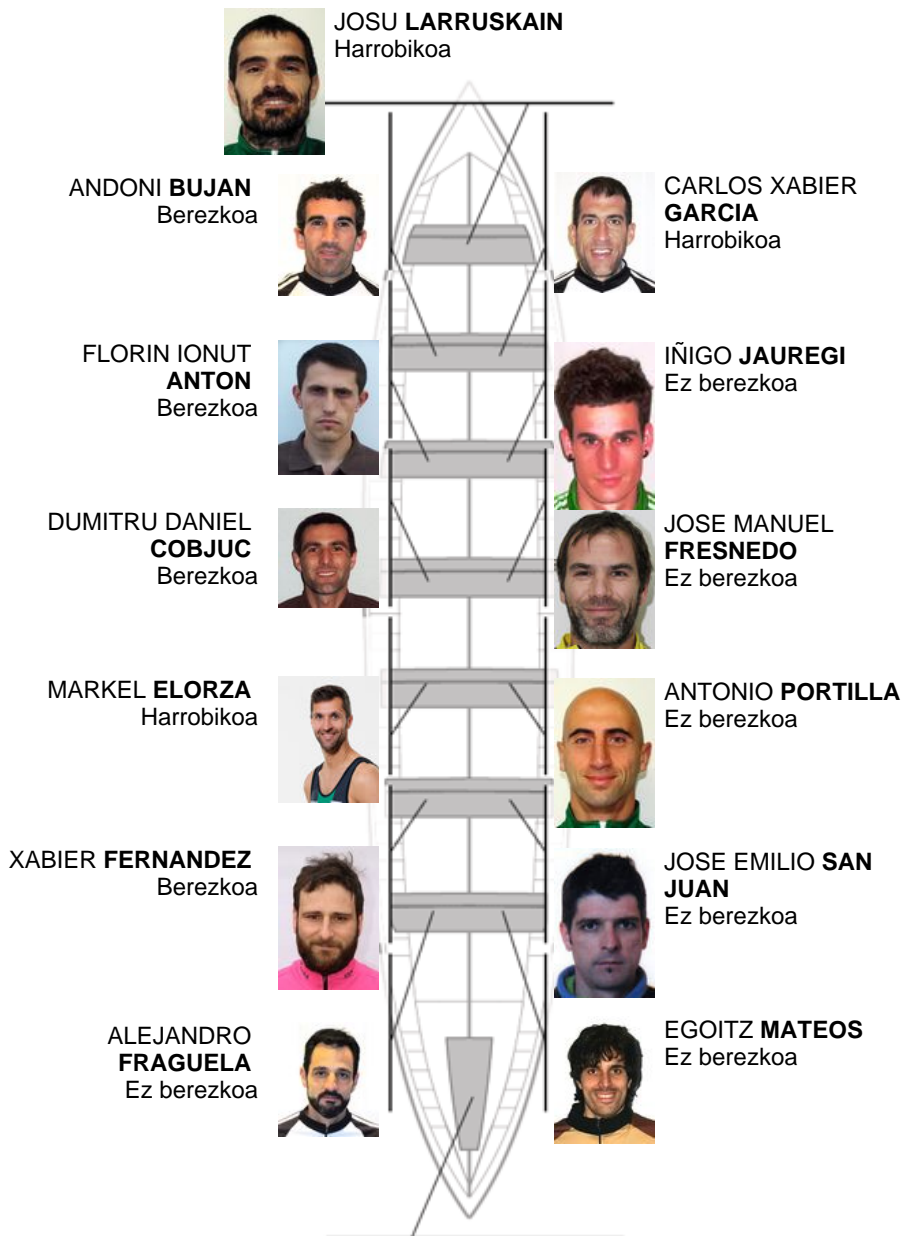 JOSU LARRUSKAIN
Harrobikoa
ANDONI BUJAN
Berezkoa
CARLOS XABIER
GARCIA
Harrobikoa
FLORIN IONUT
ANTON
Berezkoa
IÑIGO JAUREGI
Ez berezkoa
DUMITRU DANIEL
COBJUC
Berezkoa
JOSE MANUEL
FRESNEDO
Ez berezkoa
MARKEL ELORZA
Harrobikoa
ANTONIO PORTILLA
Ez berezkoa
XABIER FERNANDEZ
Berezkoa
JOSE EMILIO SAN
JUAN
Ez berezkoa
ALEJANDRO
FRAGUELA
Ez berezkoa
EGOITZ MATEOS
Ez berezkoa